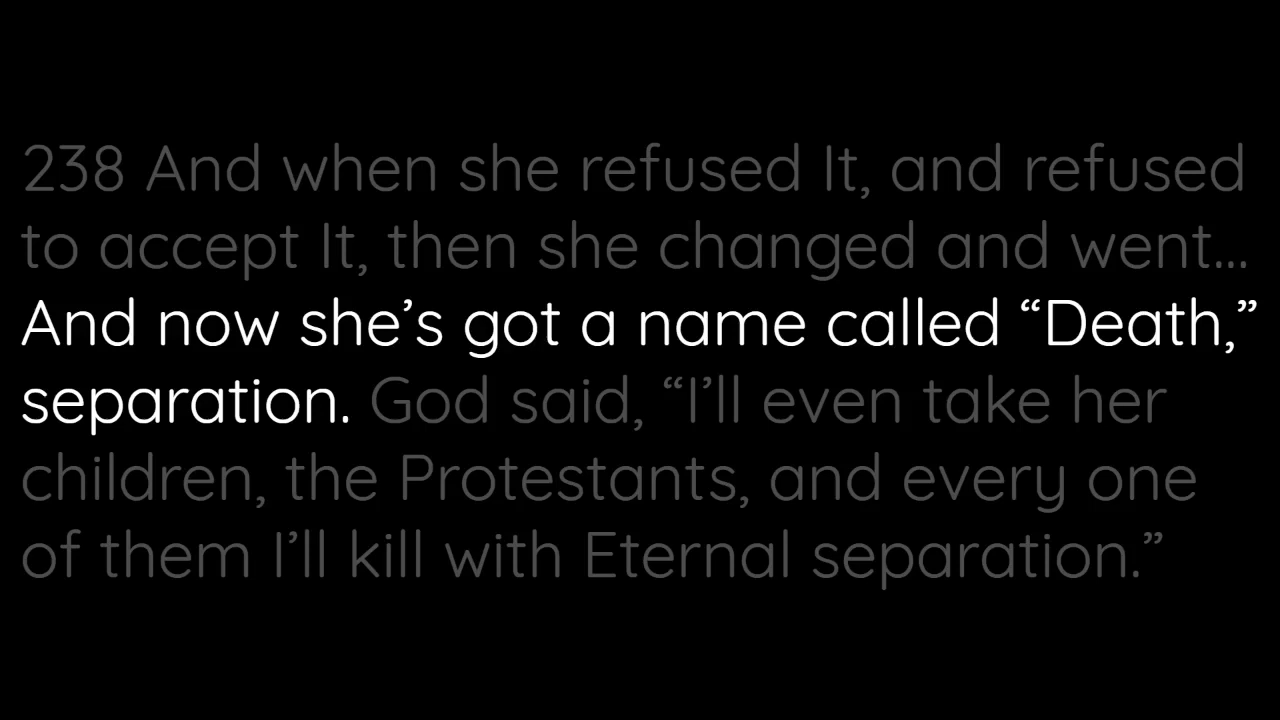 238 And when she refused It, and refused
to accept It, then she changed and went...
And now she’s got a name called “Death,”
separation. God said, “I’ll even take her
children, the Protestants, and every one
of them I’ll kill with Eternal separation.”